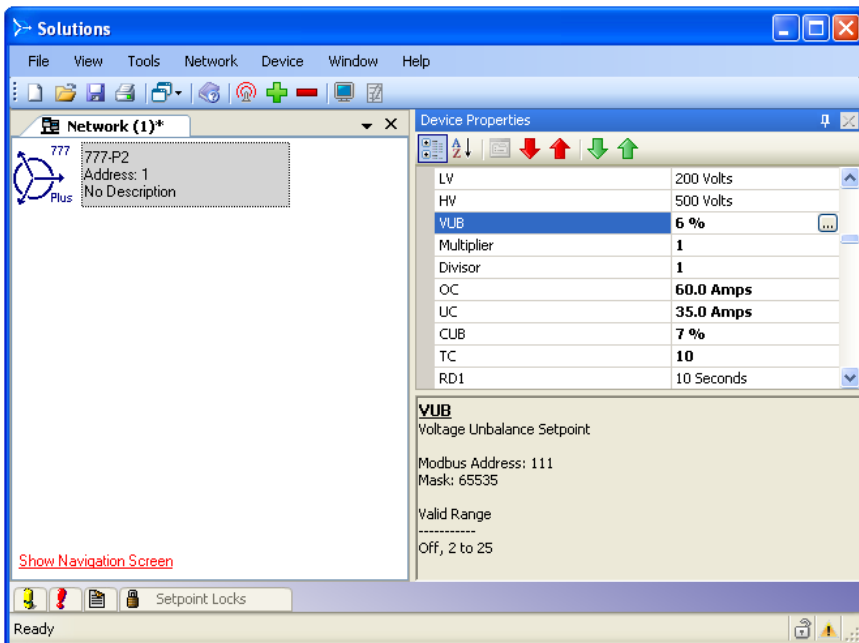 Solutions
File View Tools Network Device Window Help
Network (1)*
Device Properties
777
Plus
777-P2
Address: 1
No Description
LV 200 Volts
HV 500 Volts
VUB 6 % ...
Multiplier 1
Divisor 1
OC 60.0 Amps
UC 35.0 Amps
CUB 7 %
TC 10
RD1 10 Seconds
VUB
Voltage Unbalance Setpoint
Modbus Address: 111
Mask: 65535
Valid Range
-----------
Off, 2 to 25
Show Navigation Screen
Setpoint Locks
Ready